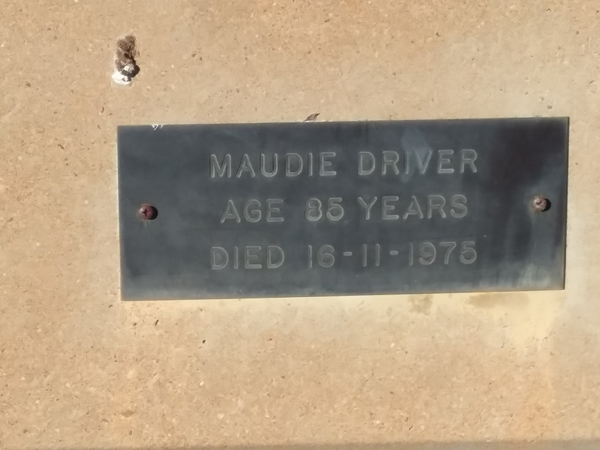 MAUDIE DRIVER
AGE 85 YEARS
DIED 16-11-1975